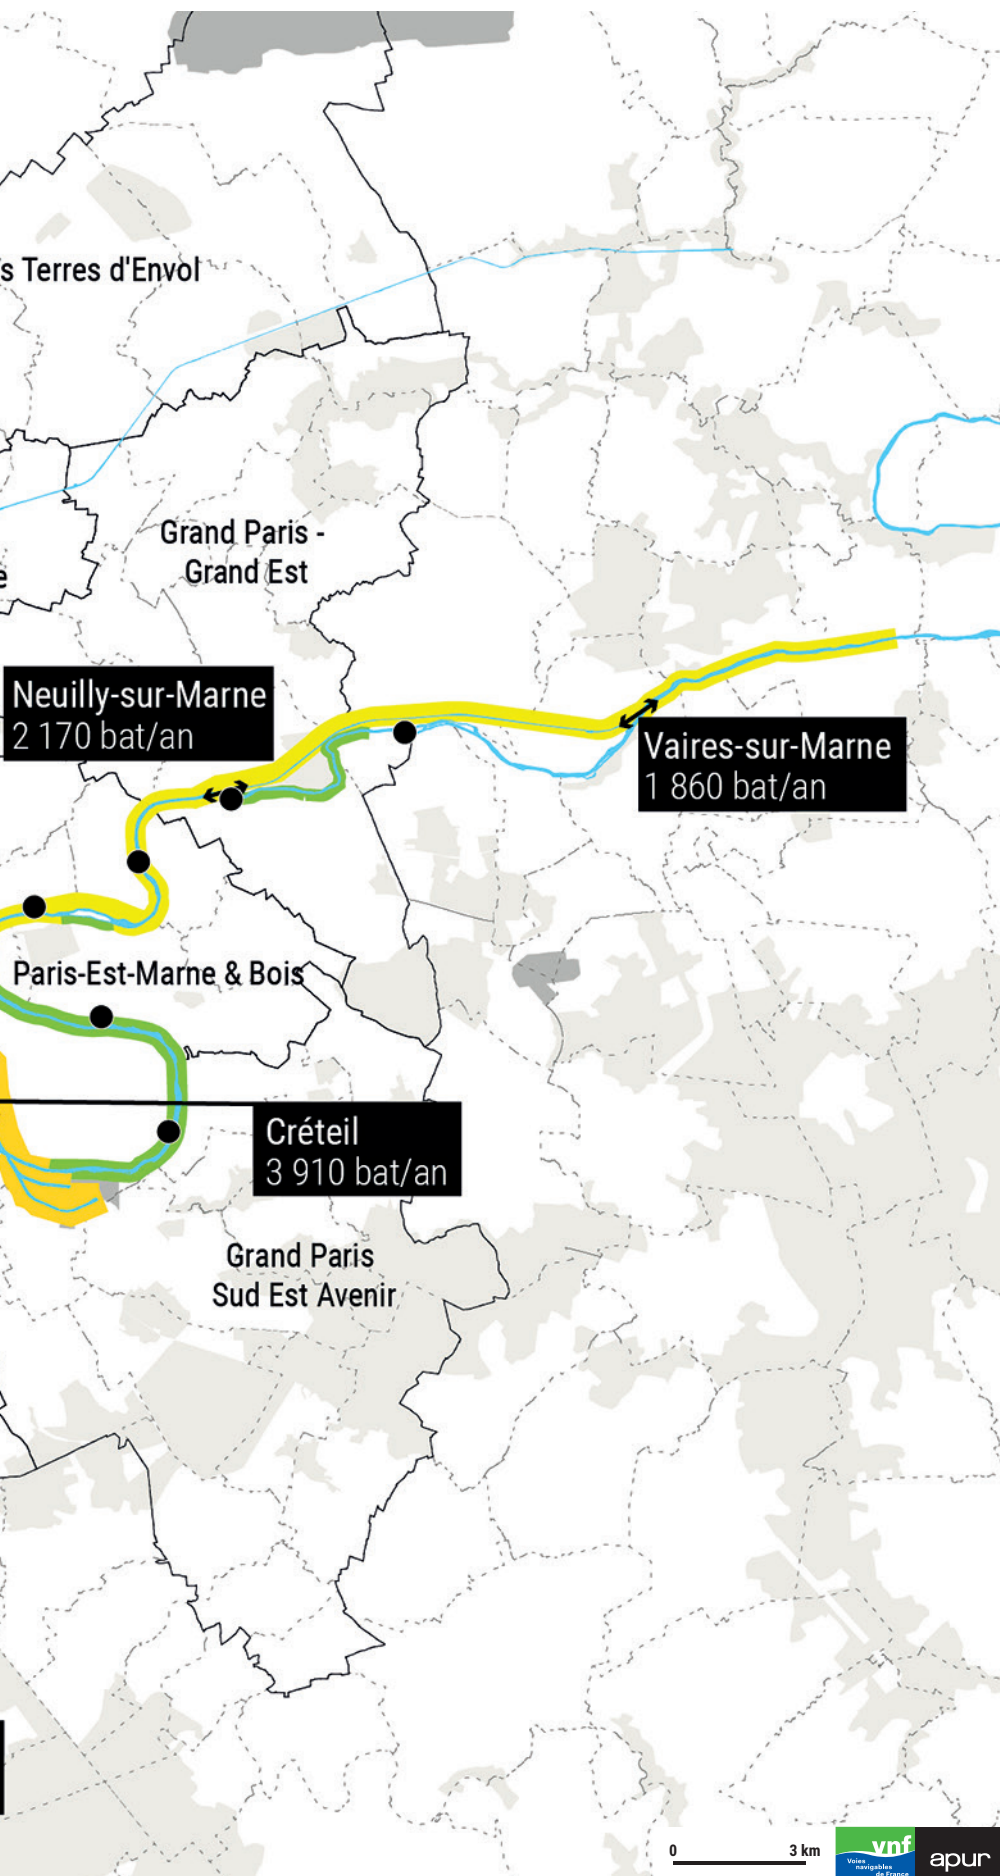 s Terres d'Envol
Grand Paris -
Grand Est
e
Neuilly-sur-Marne
2 170 bat/an
Vaires-sur-Marne
1 860 bat/an
Paris-Est-Marne & Bois
Créteil
3 910 bat/an
Grand Paris
Sud Est Avenir
0 3 km
vnf
Voies
navigables
de France
apur